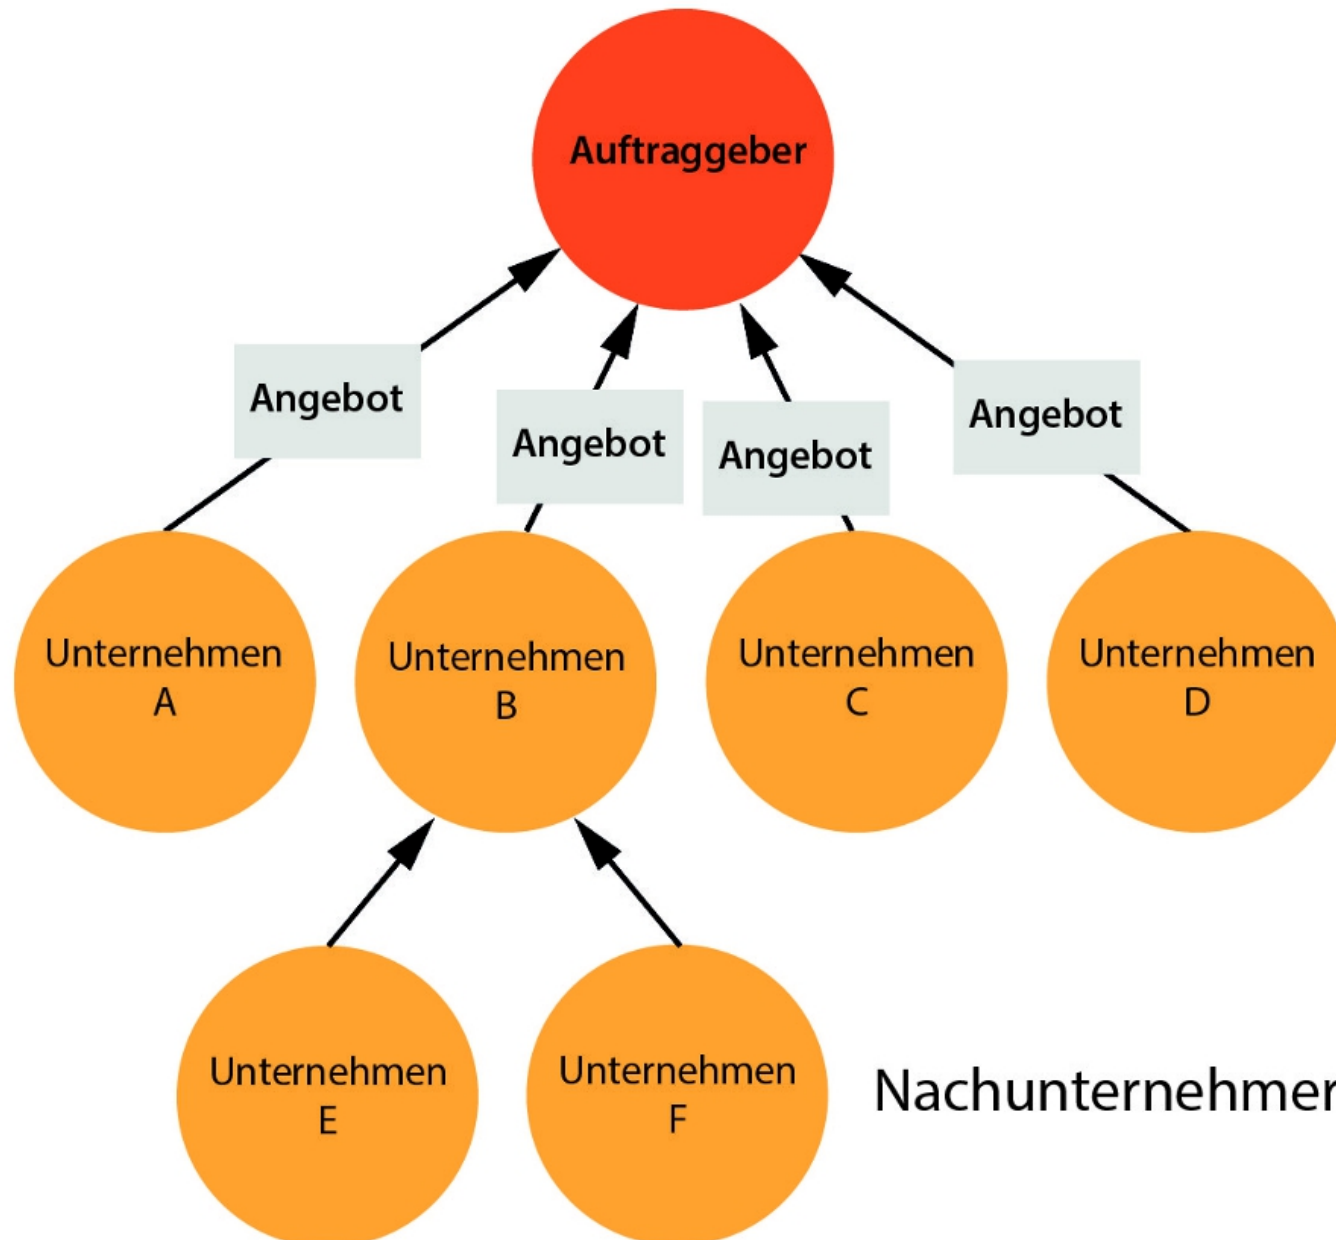 Auftraggeber
Angebot
Angebot
Angebot
Angebot
Unternehmen
A
Unternehmen
B
Unternehmen
C
Unternehmen
D
Unternehmen
E
Unternehmen
F
Nachunternehmer